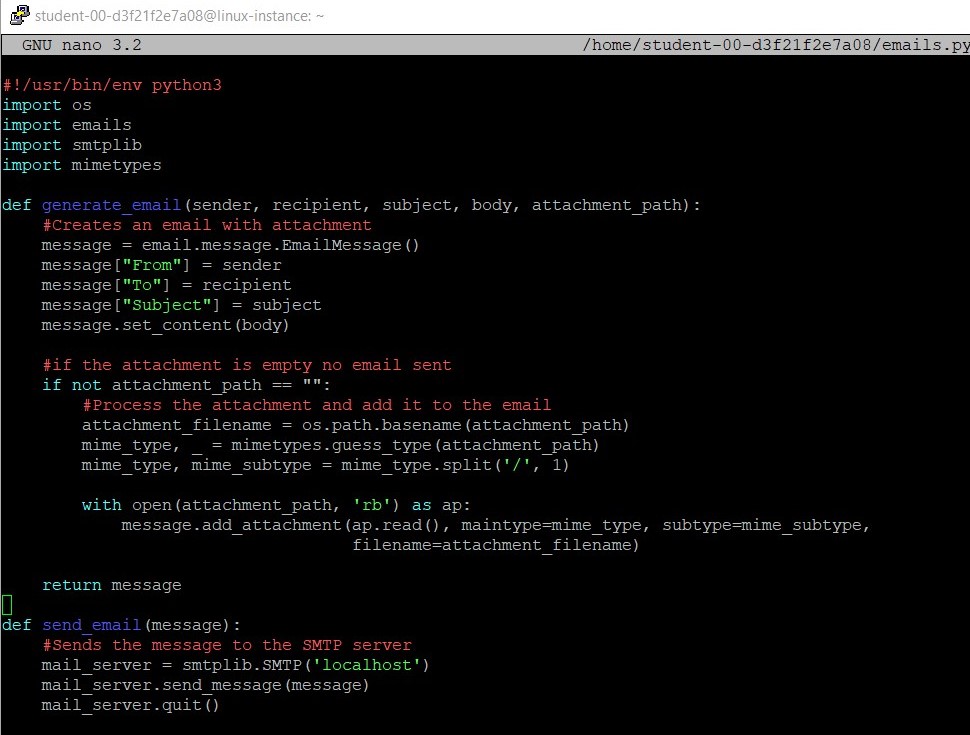 student-00-d3f21f2e7a08@linux-instance: ~
GNU nano 3.2 /home/student-00-d3f21f2e7a08/emails.py
#!/usr/bin/env python3
import os
import emails
import smtplib
import mimetypes
def generate_email(sender, recipient, subject, body, attachment_path):
#Creates an email with attachment
message = email.message.EmailMessage()
message["From"] = sender
message["To"] = recipient
message["Subject"] = subject
message.set_content(body)
#if the attachment is empty no email sent
if not attachment_path == "":
#Process the attachment and add it to the email
attachment_filename = os.path.basename(attachment_path)
mime_type, _ = mimetypes.guess_type(attachment_path)
mime_type, mime_subtype = mime_type.split('/', 1)
with open(attachment_path, 'rb') as ap:
message.add_attachment(ap.read(), maintype=mime_type, subtype=mime_subtype,
filename=attachment_filename)
return message
def send_email(message):
#Sends the message to the SMTP server
mail_server = smtplib.SMTP('localhost')
mail_server.send_message(message)
mail_server.quit()